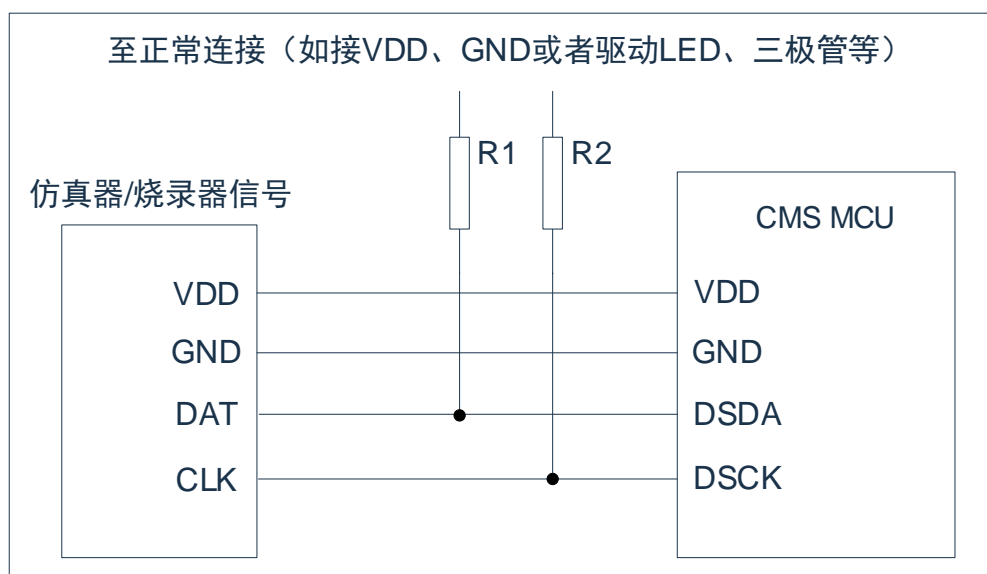 至正常连接（如接VDD、GND或者驱动LED、三极管等）
R1
R2
仿真器/烧录器信号
CMS MCU
VDD
VDD
GND
GND
DAT
DSDA
CLK
DSCK